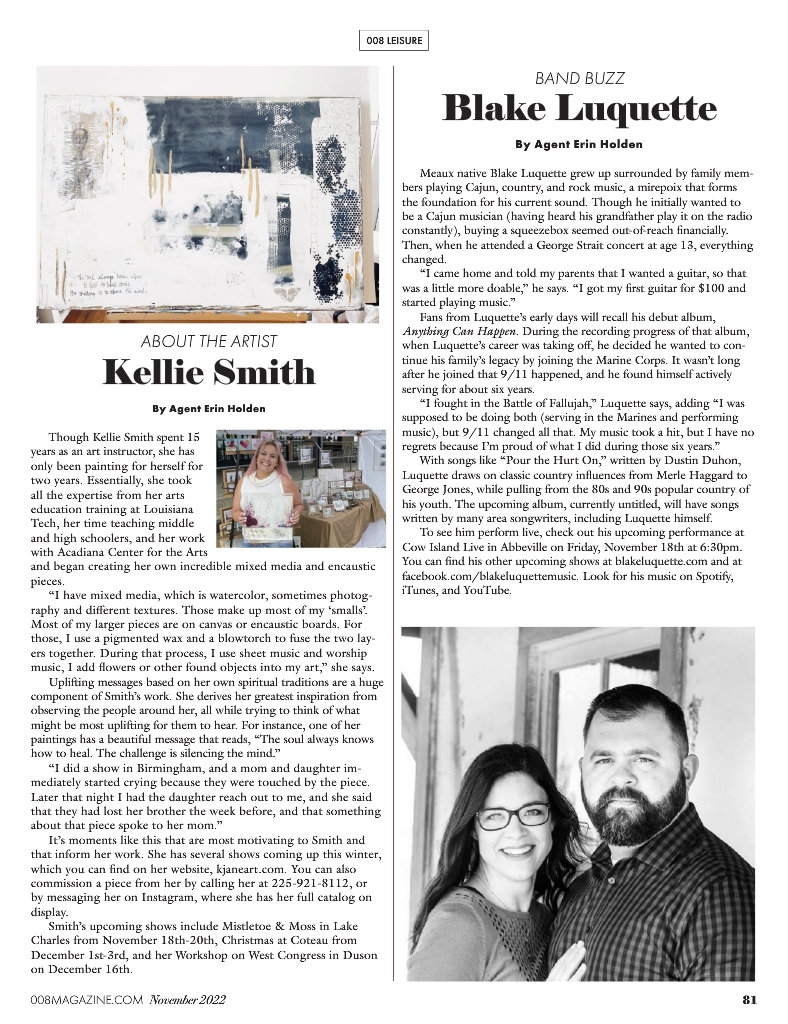 008 LEISURE
The soul always knows how
to heal. The challenge is silencing the mind
ABOUT THE ARTIST
Kellie Smith
By Agent Erin Holden
Though Kellie Smith spent 15
years as an art instructor, she has
only been painting for herself for
two years. Essentially, she took
all the expertise from her arts
education training at Louisiana
Tech, her time teaching middle
and high schoolers, and her work
with Acadiana Center for the Arts
and began creating her own incredible mixed media and encaustic
pieces.
“I have mixed media, which is watercolor, sometimes photog-
raphy and different textures. Those make up most of my ‘smalls’.
Most of my larger pieces are on canvas or encaustic boards. For
those, I use a pigmented wax and a blowtorch to fuse the two lay-
ers together. During that process, I use sheet music and worship
music, I add flowers or other found objects into my art,” she says.
Uplifting messages based on her own spiritual traditions are a huge
component of Smith’s work. She derives her greatest inspiration from
observing the people around her, all while trying to think of what
might be most uplifting for them to hear. For instance, one of her
paintings has a beautiful message that reads, “The soul always knows
how to heal. The challenge is silencing the mind.”
“I did a show in Birmingham, and a mom and daughter im-
mediately started crying because they were touched by the piece.
Later that night I had the daughter reach out to me, and she said
that they had lost her brother the week before, and that something
about that piece spoke to her mom.”
It’s moments like this that are most motivating to Smith and
that inform her work. She has several shows coming up this winter,
which you can find on her website, kjaneart.com. You can also
commission a piece from her by calling her at 225-921-8112, or
by messaging her on Instagram, where she has her full catalog on
display.
Smith’s upcoming shows include Mistletoe & Moss in Lake
Charles from November 18th-20th, Christmas at Coteau from
December 1st-3rd, and her Workshop on West Congress in Duson
on December 16th.
BAND BUZZ
Blake Luquette
By Agent Erin Holden
Meaux native Blake Luquette grew up surrounded by family mem-
bers playing Cajun, country, and rock music, a mirepoix that forms
the foundation for his current sound. Though he initially wanted to
be a Cajun musician (having heard his grandfather play it on the radio
constantly), buying a squeezebox seemed out-of-reach financially.
Then, when he attended a George Strait concert at age 13, everything
changed.
“I came home and told my parents that I wanted a guitar, so that
was a little more doable,” he says. “I got my first guitar for $100 and
started playing music.”
Fans from Luquette’s early days will recall his debut album,
Anything Can Happen. During the recording progress of that album,
when Luquette’s career was taking off, he decided he wanted to con-
tinue his family’s legacy by joining the Marine Corps. It wasn’t long
after he joined that 9/11 happened, and he found himself actively
serving for about six years.
“I fought in the Battle of Fallujah,” Luquette says, adding “I was
supposed to be doing both (serving in the Marines and performing
music), but 9/11 changed all that. My music took a hit, but I have no
regrets because I’m proud of what I did during those six years.”
With songs like “Pour the Hurt On,” written by Dustin Duhon,
Luquette draws on classic country influences from Merle Haggard to
George Jones, while pulling from the 80s and 90s popular country of
his youth. The upcoming album, currently untitled, will have songs
written by many area songwriters, including Luquette himself.
To see him perform live, check out his upcoming performance at
Cow Island Live in Abbeville on Friday, November 18th at 6:30pm.
You can find his other upcoming shows at blakeluquette.com and at
facebook.com/blakeluquettemusic. Look for his music on Spotify,
iTunes, and YouTube.
008MAGAZINE.COM November 2022
81